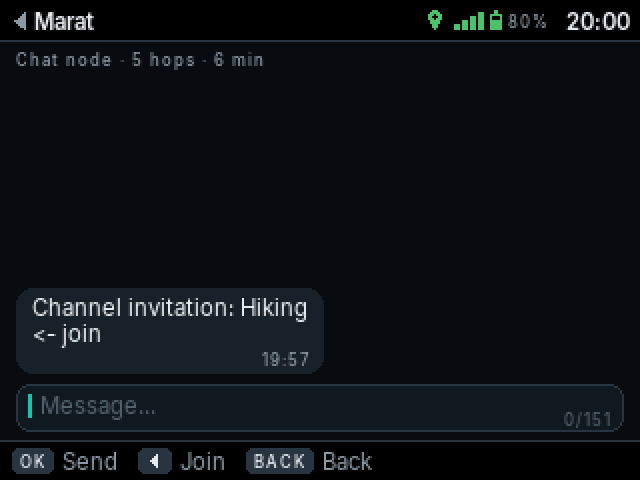 Marat
80%
20:00
Chat node · 5 hops · 6 min
Channel invitation: Hiking
<- join
19:57
Message...
0/151
OK Send
Join
BACK Back